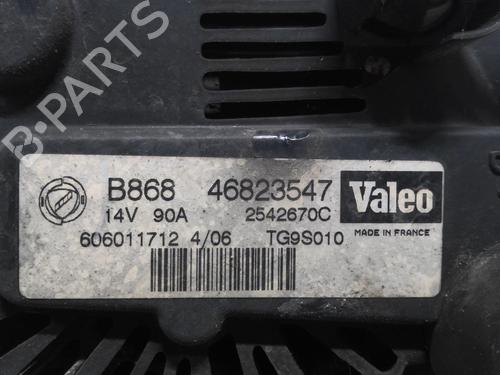 B-PARTS
B868 46823547
14V 90A 2542670C
Valeo
MADE IN FRANCE
606011712 4/06 TG9S010